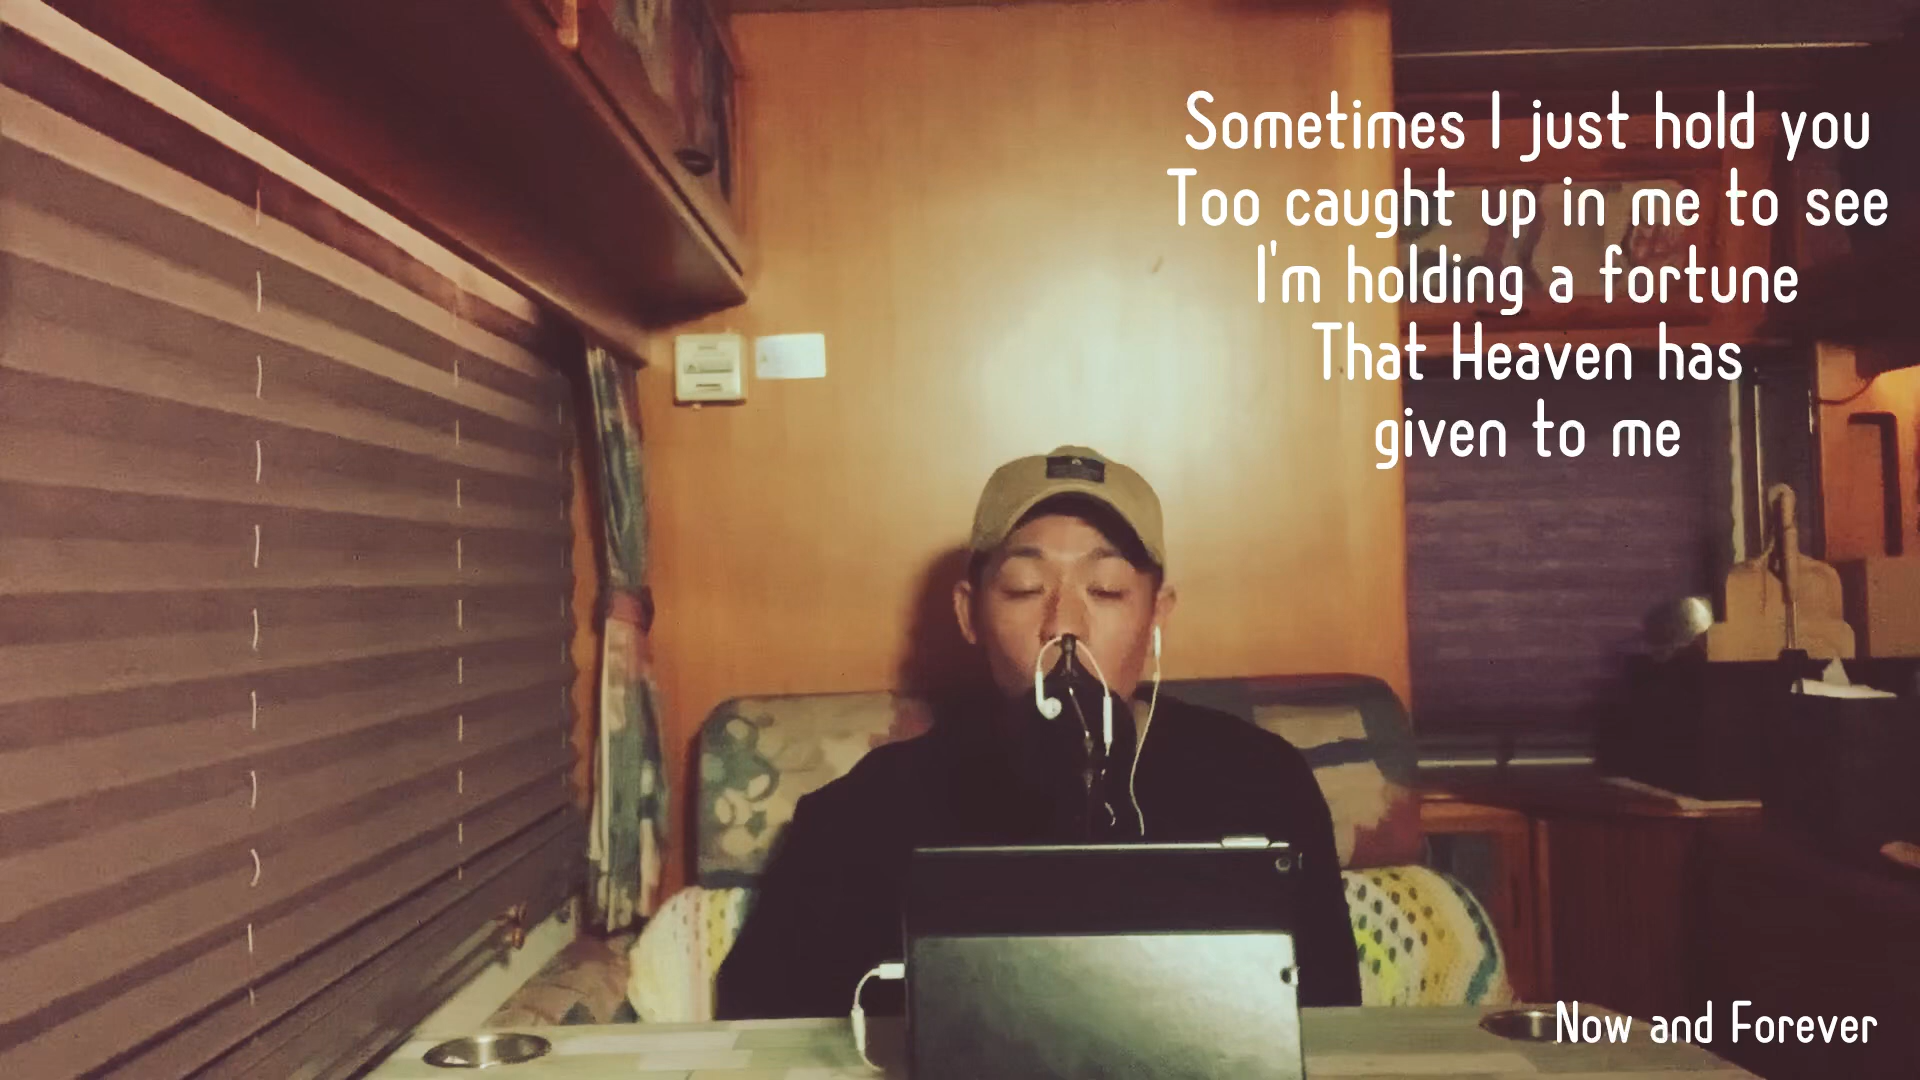 Sometimes I just hold you
Too caught up in me to see
I'm holding a fortune
That Heaven has
given to me
Now and Forever